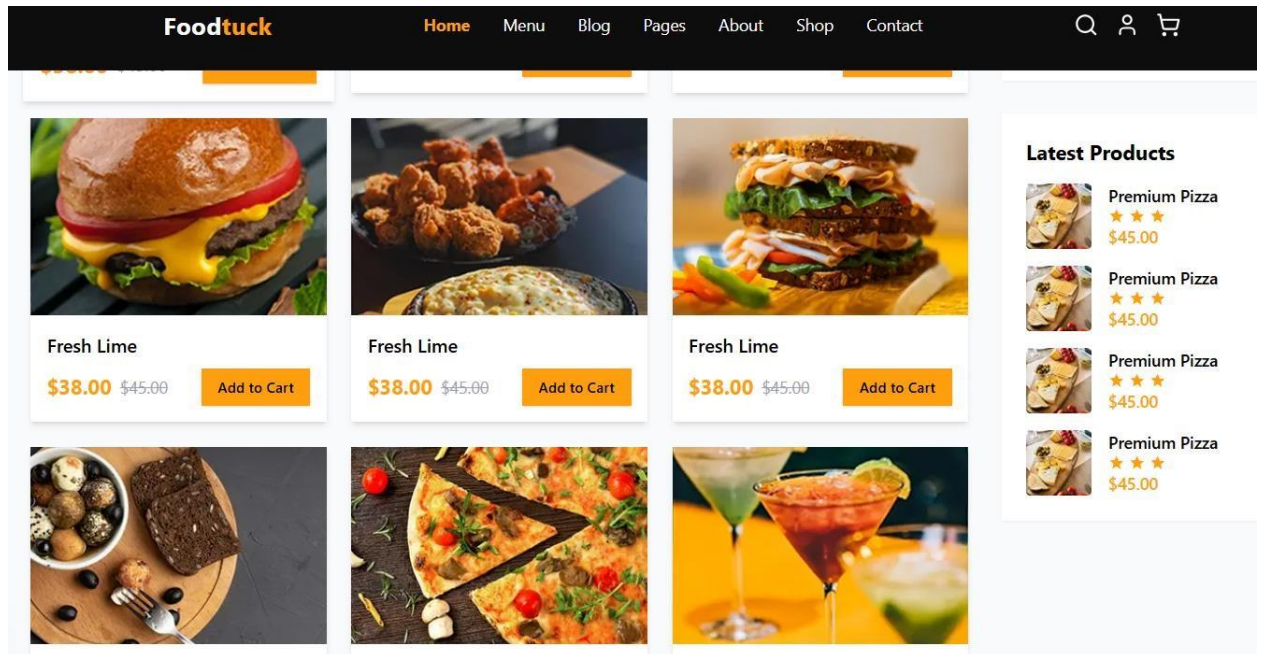 Foodtuck
Home Menu Blog Pages About Shop Contact
Latest Products
Premium Pizza
$45.00
Premium Pizza
$45.00
Premium Pizza
$45.00
Premium Pizza
$45.00
Fresh Lime
$38.00 $45.00 Add to Cart
Fresh Lime
$38.00 $45.00 Add to Cart
Fresh Lime
$38.00 $45.00 Add to Cart